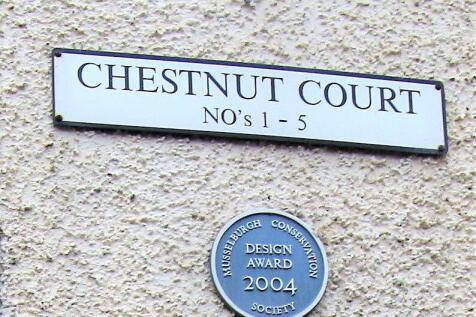 CHESTNUT COURT
NO's 1 - 5
MUSSELBURGH CONSERVATION
DESIGN
AWARD
2004
SOCIETY